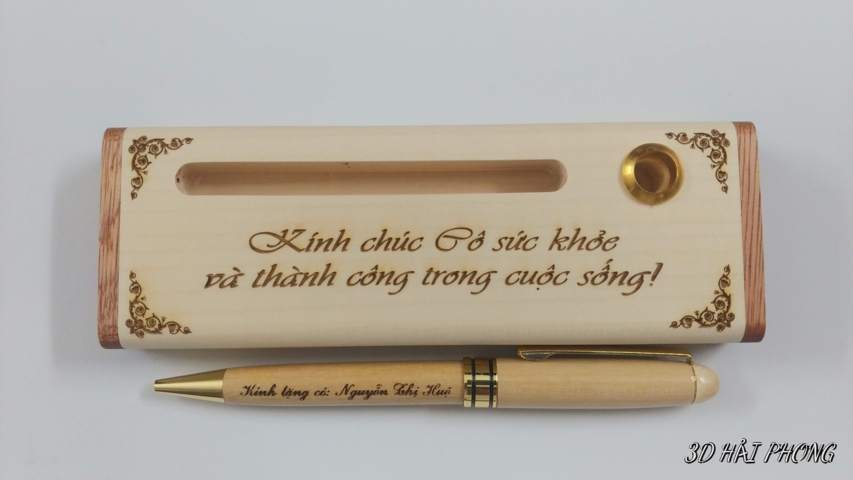 Kính chúc Cô sức khỏe
và thành công trong cuộc sống!
Kính tặng cô: Nguyễn Thị Huệ
3D HẢI PHONG